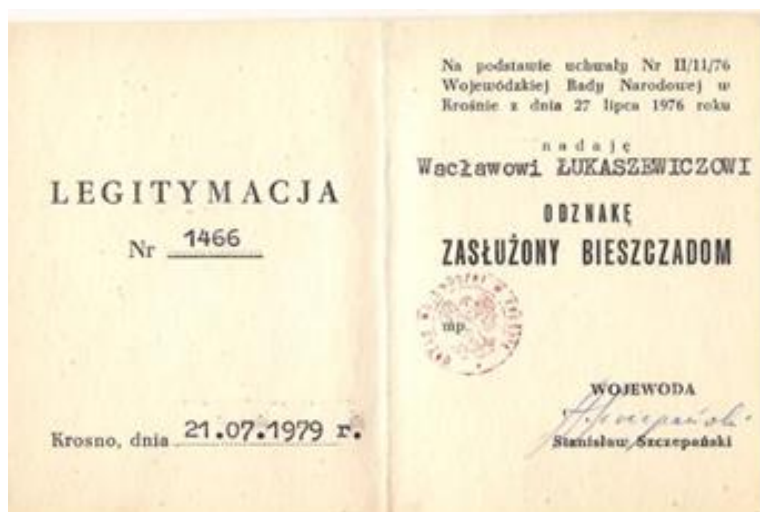 LEGITYMACJA
Nr 1466
Krosno, dnia 21.07.1979 r.
Na podstawie uchwały Nr II/11/76
Wojewódzkiej Rady Narodowej w
Krośnie z dnia 27 lipca 1976 roku
nadaję
Wacławowi ŁUKASZEWICZOWI
ODZNAKĘ
ZASŁUŻONY BIESZCZADOM
mp.
WOJEWODA
Stanisław Szczepański